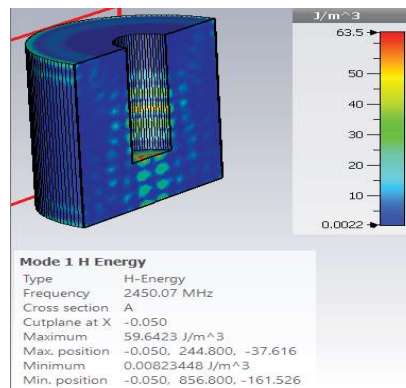 J/m^3
63.5
50
40
30
20
10
0.0022
Mode 1 H Energy
Type H-Energy
Frequency 2450.07 MHz
Cross section A
Cutplane at X -0.050
Maximum 59.6423 J/m^3
Max. position -0.050, 244.800, -37.616
Minimum 0.00823448 J/m^3
Min. position -0.050, 856.800, -161.526